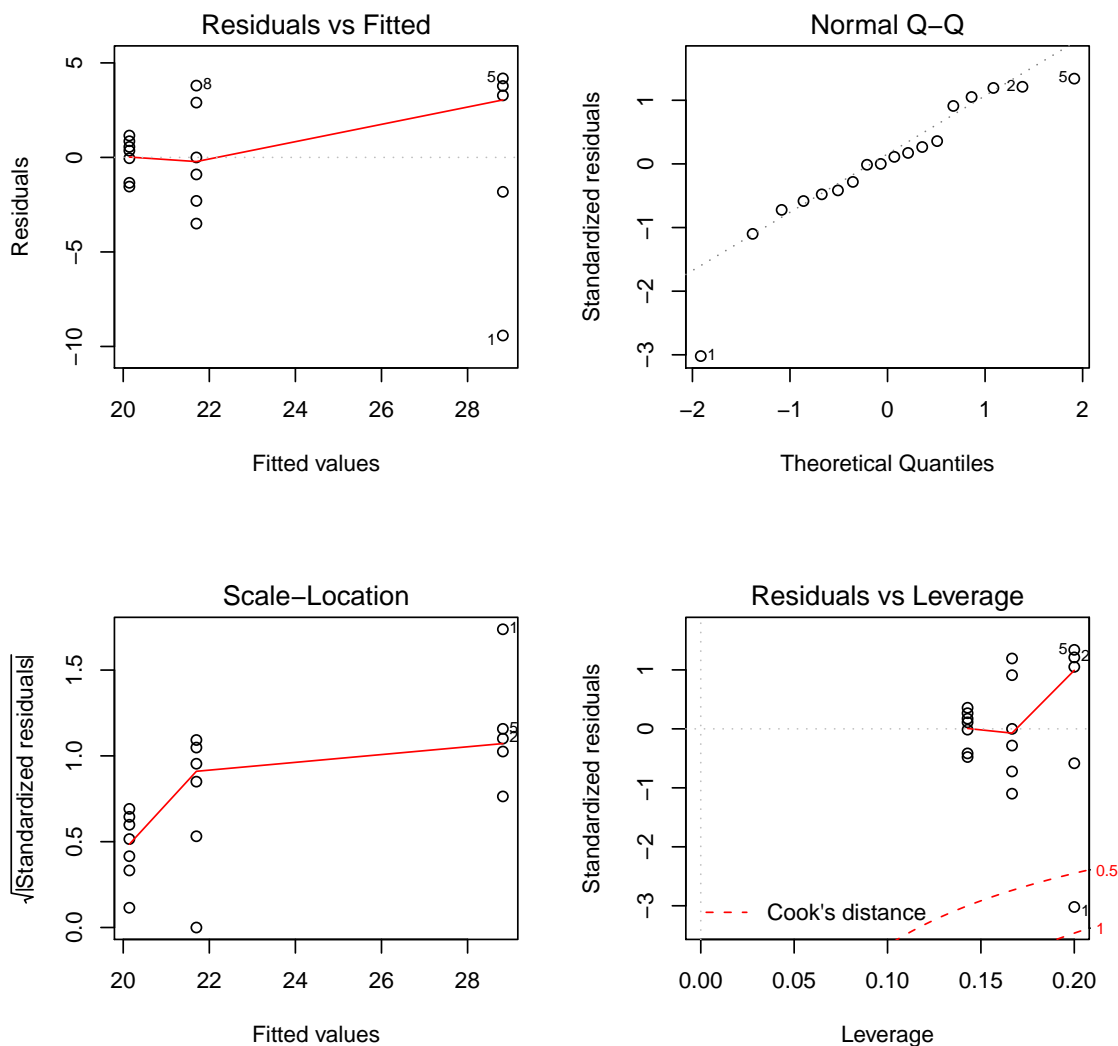 Residuals vs Fitted
Residuals
5
0
−5
−10
8
5
1
20 22 24 26 28
Fitted values
Normal Q−Q
Standardized residuals
1
0
−1
−2
−3
2
5
1
−2 −1 0 1 2
Theoretical Quantiles
Scale−Location
√|Standardized residuals|
1.5
1.0
0.5
0.0
1
5
2
20 22 24 26 28
Fitted values
Residuals vs Leverage
Standardized residuals
1
0
−1
−2
−3
5
2
0.5
1
1
Cook's distance
0.00 0.05 0.10 0.15 0.20
Leverage